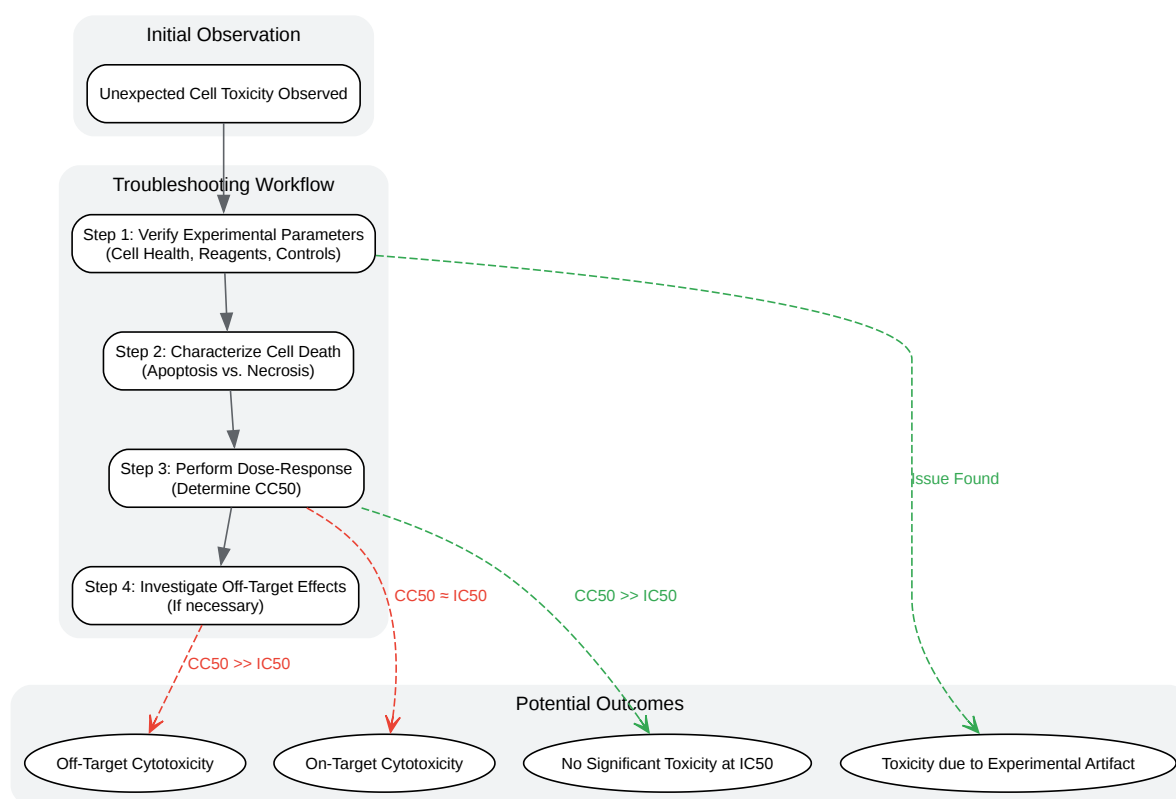 Initial Observation
Unexpected Cell Toxicity Observed
Troubleshooting Workflow
Step 1: Verify Experimental Parameters
(Cell Health, Reagents, Controls)
Step 2: Characterize Cell Death
(Apoptosis vs. Necrosis)
Step 3: Perform Dose-Response
(Determine CC50)
Issue Found
Step 4: Investigate Off-Target Effects
(If necessary)
CC50 ≈ IC50
CC50 >> IC50
CC50 >> IC50
Potential Outcomes
Off-Target Cytotoxicity
On-Target Cytotoxicity
No Significant Toxicity at IC50
Toxicity due to Experimental Artifact